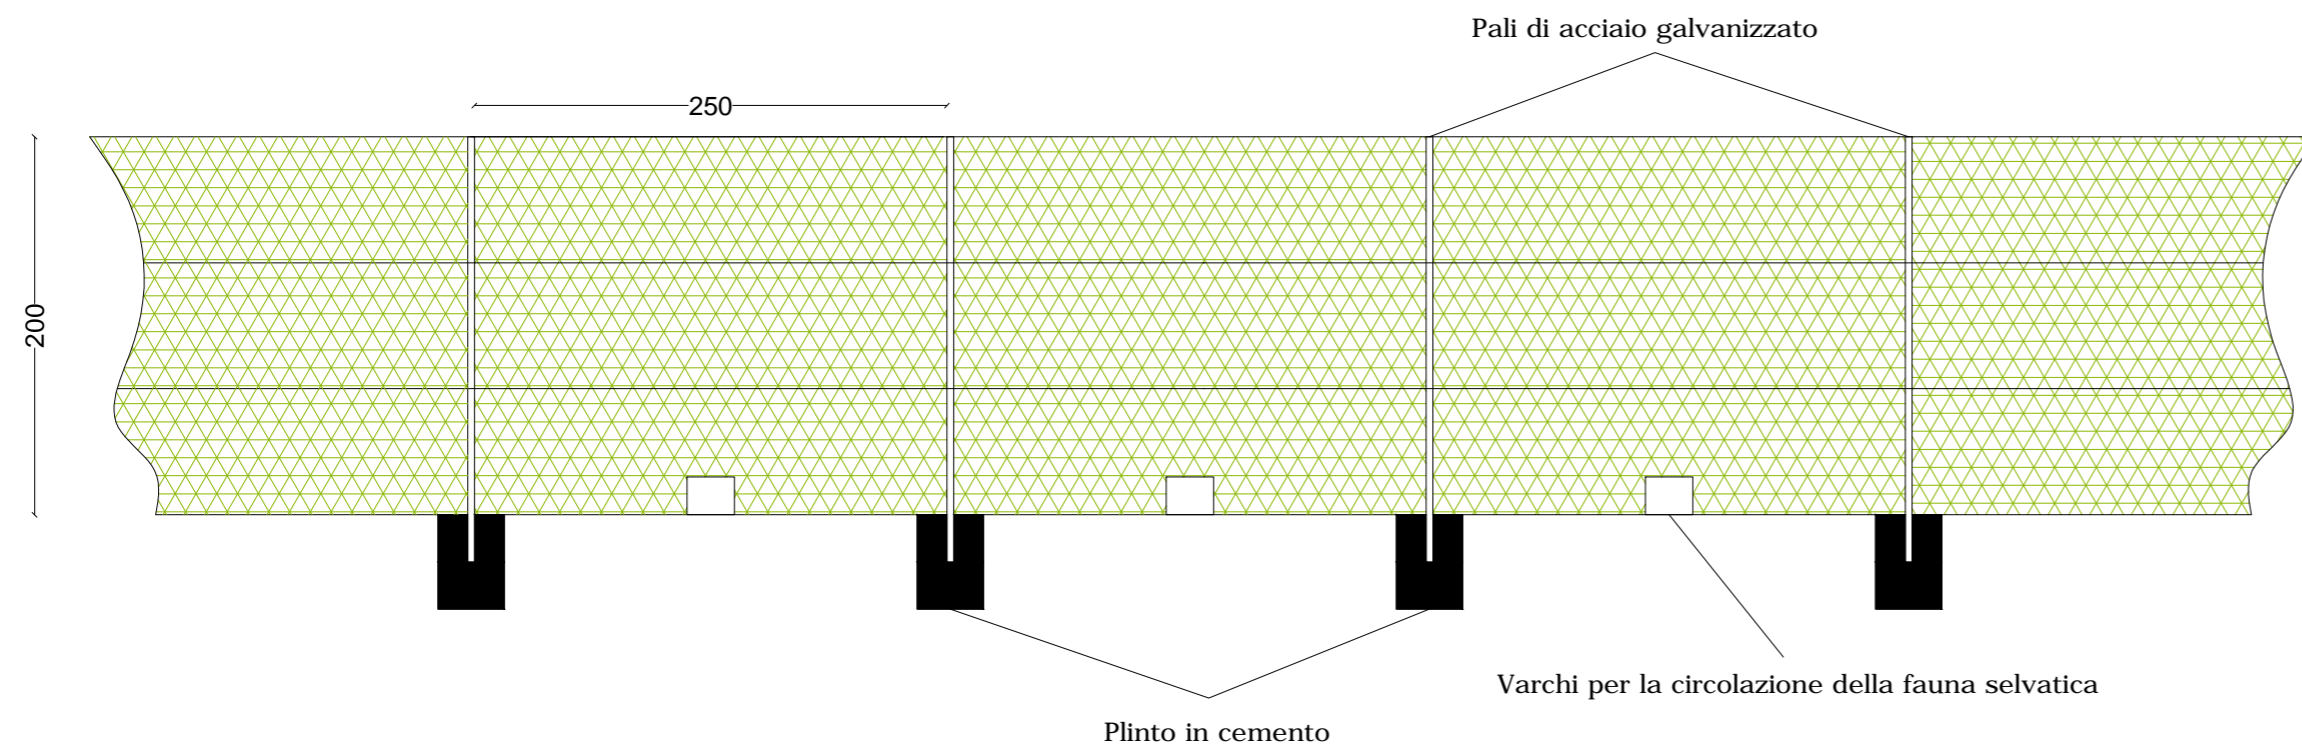 Pali di acciaio galvanizzato
250
200
Varchi per la circolazione della fauna selvatica
Plinto in cemento